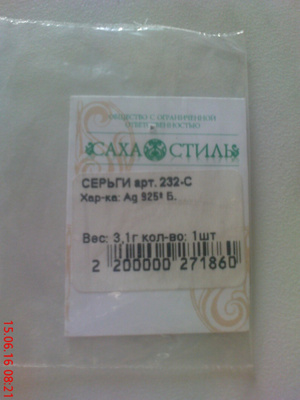 ОБЩЕСТВО С ОГРАНИЧЕННОЙ
ОТВЕТСТВЕННОСТЬЮ
САХА СТИЛЬ
СЕРЬГИ арт. 232-С
Хар-ка: Ag 925° Б.
Вес: 3,1г кол-во: 1шт
2 200000 271860
15.06.16 08:21